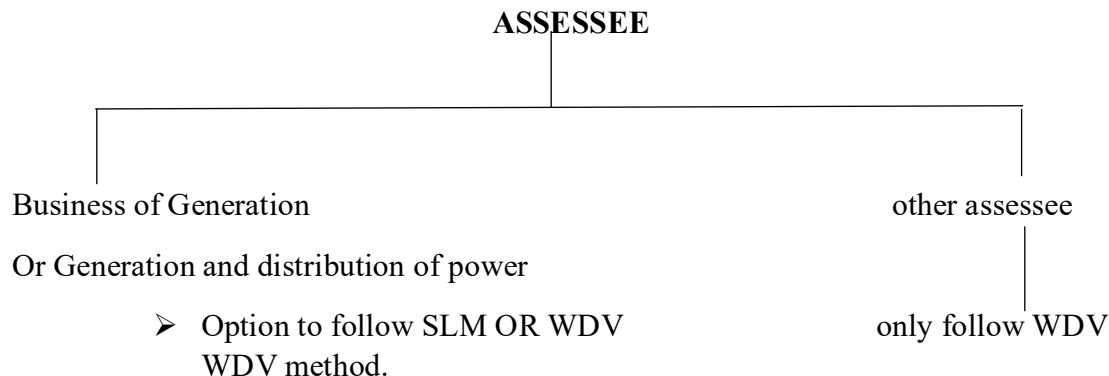 ASSESSEE
Business of Generation
other assessee
Or Generation and distribution of power
➤ Option to follow SLM OR WDV
only follow WDV
WDV method.